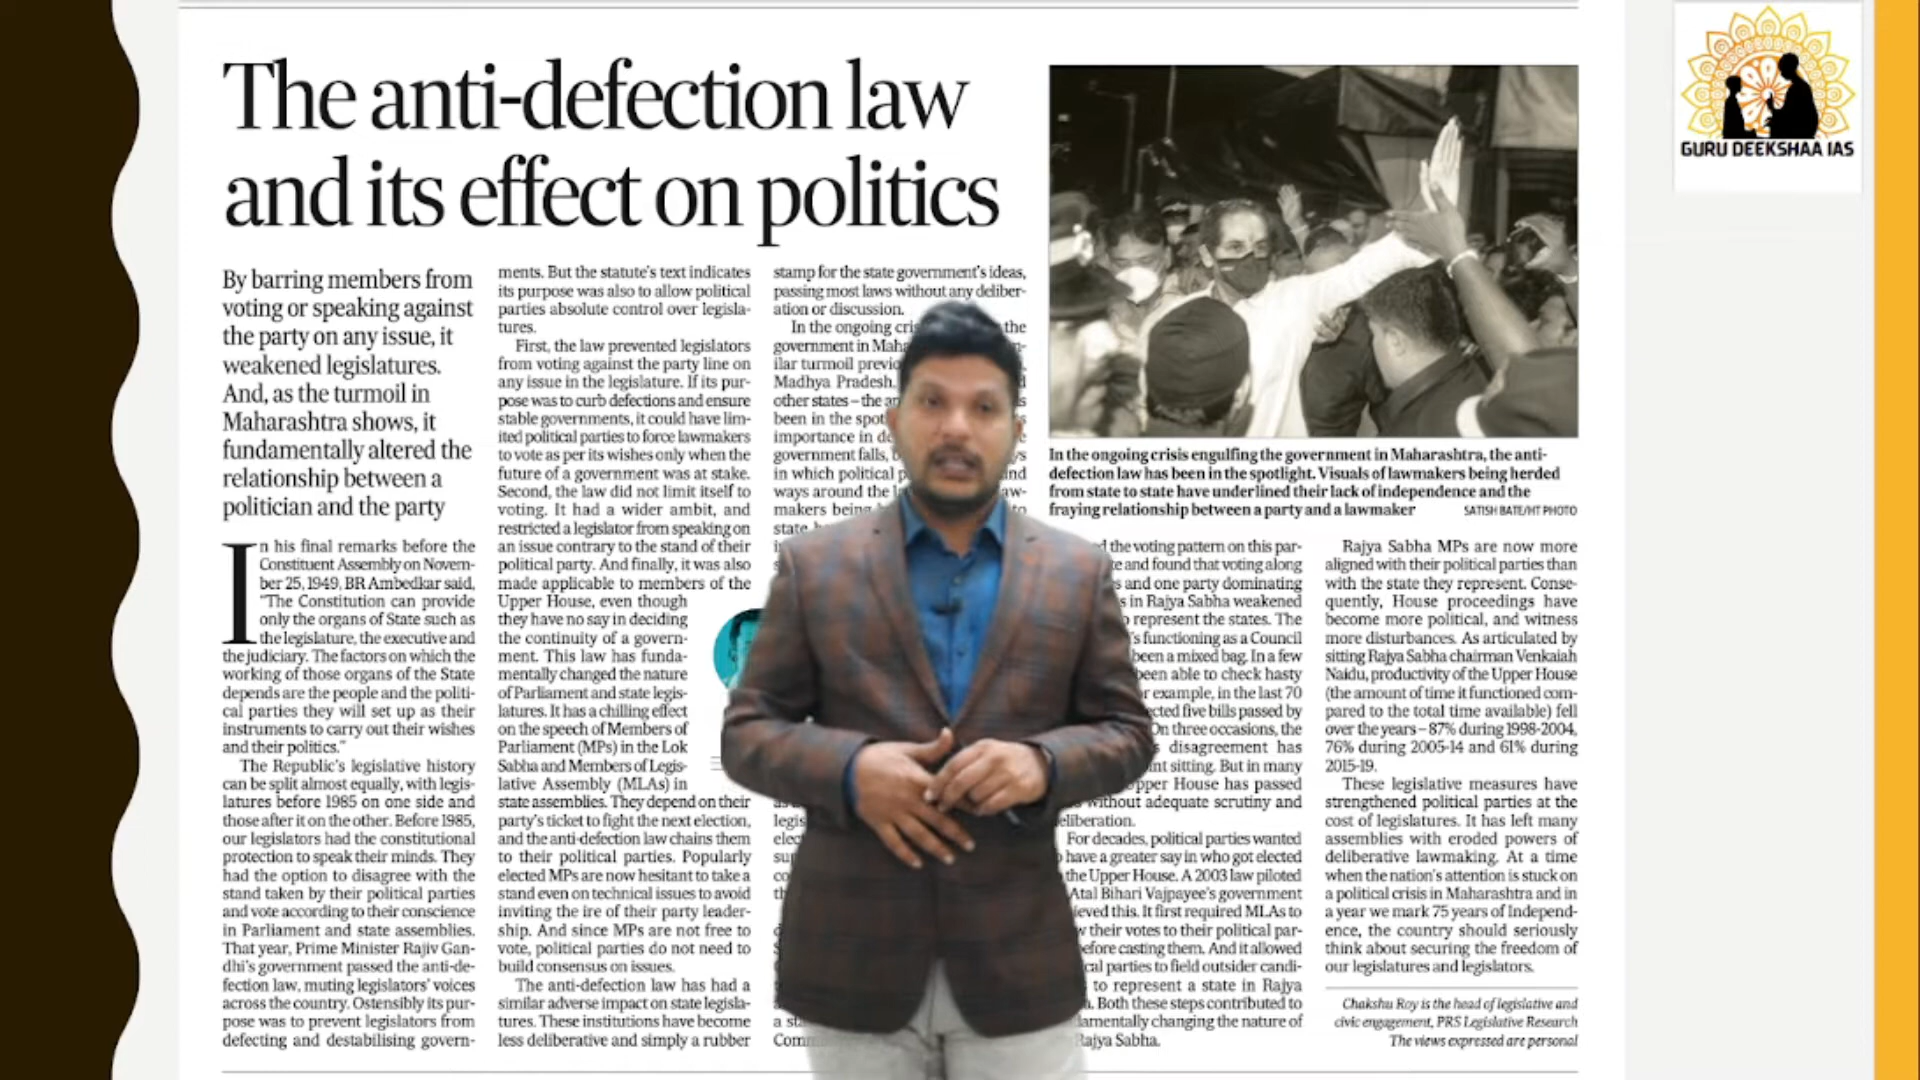 The anti-defection law
and its effect on politics
GURU DEEKSHAA IAS
By barring members from
voting or speaking against
the party on any issue, it
weakened legislatures.
And, as the turmoil in
Maharashtra shows, it
fundamentally altered the
relationship between a
politician and the party
In his final remarks before the
Constituent Assembly on Novem-
ber 25, 1949, BR Ambedkar said,
"The Constitution can provide
only the organs of State such as
the legislature, the executive and
the judiciary. The factors on which the
working of those organs of the State
depends are the people and the politi-
cal parties they will set up as their
instruments to carry out their wishes
and their politics."
The Republic's legislative history
can be split almost equally, with legis-
latures before 1985 on one side and
those after it on the other. Before 1985,
our legislators had the constitutional
protection to speak their minds. They
had the option to disagree with the
stand taken by their political parties
and vote according to their conscience
in Parliament and state assemblies.
That year, Prime Minister Rajiv Gan-
dhi's government passed the anti-de-
fection law, muting legislators' voices
across the country. Ostensibly its pur-
pose was to prevent legislators from
defecting and destabilising govern-
ments. But the statute's text indicates
its purpose was also to allow political
parties absolute control over legisla-
tures.
First, the law prevented legislators
from voting against the party line on
any issue in the legislature. If its pur-
pose was to curb defections and ensure
stable governments, it could have lim-
ited political parties to force lawmakers
to vote as per its wishes only when the
future of a government was at stake.
Second, the law did not limit itself to
voting. It had a wider ambit, and
restricted a legislator from speaking on
an issue contrary to the stand of their
political party. And finally, it was also
made applicable to members of the
Upper House, even though
they have no say in deciding
the continuity of a govern-
ment. This law has funda-
mentally changed the nature
of Parliament and state legis-
latures. It has a chilling effect
on the speech of Members of
Parliament (MPs) in the Lok
Sabha and Members of Legis-
lative Assembly (MLAs) in
state assemblies. They depend on their
party's ticket to fight the next election,
and the anti-defection law chains them
to their political parties. Popularly
elected MPs are now hesitant to take a
stand even on technical issues to avoid
inviting the ire of their party leader-
ship. And since MPs are not free to
vote, political parties do not need to
build consensus on issues.
The anti-defection law has had a
similar adverse impact on state legisla-
tures. These institutions have become
less deliberative and simply a rubber
stamp for the state government's ideas,
passing most laws without any deliber-
ation or discussion.
In the ongoing the
government in
ilar turmoil
Madhya Pradesh,
other states – the
been in the
importance in
government falls,
in which political and
ways around the
makers being to
state
a
In the ongoing crisis engulfing the government in Maharashtra, the anti-
defection law has been in the spotlight. Visuals of lawmakers being herded
from state to state have underlined their lack of independence and the
fraying relationship between a party and a lawmaker
SATISH BATE/HT PHOTO
the voting pattern on this par-
and found that voting along
and one party dominating
in Rajya Sabha weakened
represent the states. The
functioning as a Council
been a mixed bag. In a few
been able to check hasty
example, in the last 70
five bills passed by
On three occasions, the
disagreement has
sitting. But in many
Upper House has passed
without adequate scrutiny and
deliberation.
For decades, political parties wanted
have a greater say in who got elected
the Upper House. A 2003 law piloted
Atal Bihari Vajpayee's government
this. It first required MLAs to
their votes to their political par-
before casting them. And it allowed
parties to field outsider candi-
to represent a state in Rajya
Both these steps contributed to
changing the nature of
Rajya Sabha.
Rajya Sabha MPs are now more
aligned with their political parties than
with the state they represent. Conse-
quently, House proceedings have
become more political, and witness
more disturbances. As articulated by
sitting Rajya Sabha chairman Venkaiah
Naidu, productivity of the Upper House
(the amount of time it functioned com-
pared to the total time available) fell
over the years – 87% during 1998-2004,
76% during 2005-14 and 61% during
2015-19.
These legislative measures have
strengthened political parties at the
cost of legislatures. It has left many
assemblies with eroded powers of
deliberative lawmaking. At a time
when the nation's attention is stuck on
a political crisis in Maharashtra and in
a year we mark 75 years of Independ-
ence, the country should seriously
think about securing the freedom of
our legislatures and legislators.
Chakshu Roy is the head of legislative and
civic engagement, PRS Legislative Research
The views expressed are personal